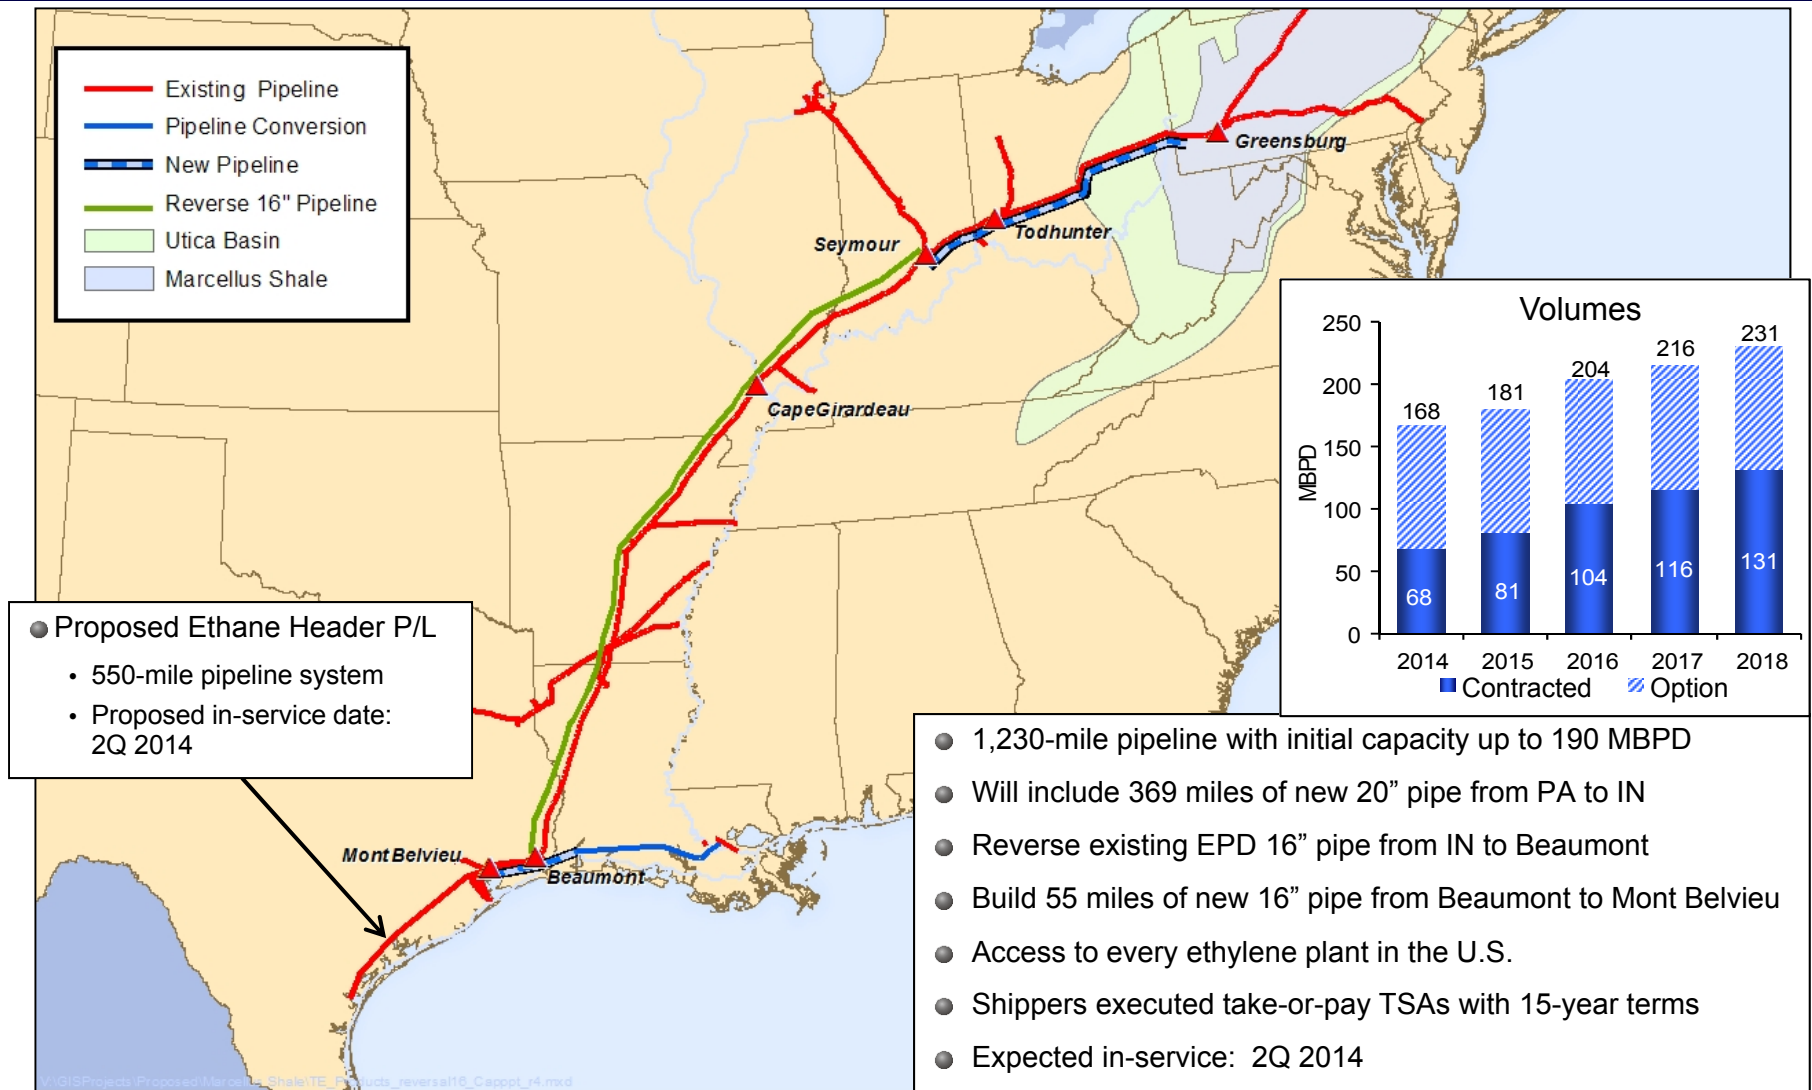 Existing Pipeline
Pipeline Conversion
New Pipeline
Reverse 16" Pipeline
Utica Basin
Marcellus Shale
Greensburg
Todhunter
Seymour
Cape Girardeau
Mont Belvieu
Beaumont
Volumes
MBPD
250
200
150
100
50
0
168
181
204
216
231
68
81
104
116
131
2014 2015 2016 2017 2018
Contracted Option
Proposed Ethane Header P/L
• 550-mile pipeline system
• Proposed in-service date:
2Q 2014
1,230-mile pipeline with initial capacity up to 190 MBPD
Will include 369 miles of new 20” pipe from PA to IN
Reverse existing EPD 16” pipe from IN to Beaumont
Build 55 miles of new 16” pipe from Beaumont to Mont Belvieu
Access to every ethylene plant in the U.S.
Shippers executed take-or-pay TSAs with 15-year terms
Expected in-service: 2Q 2014